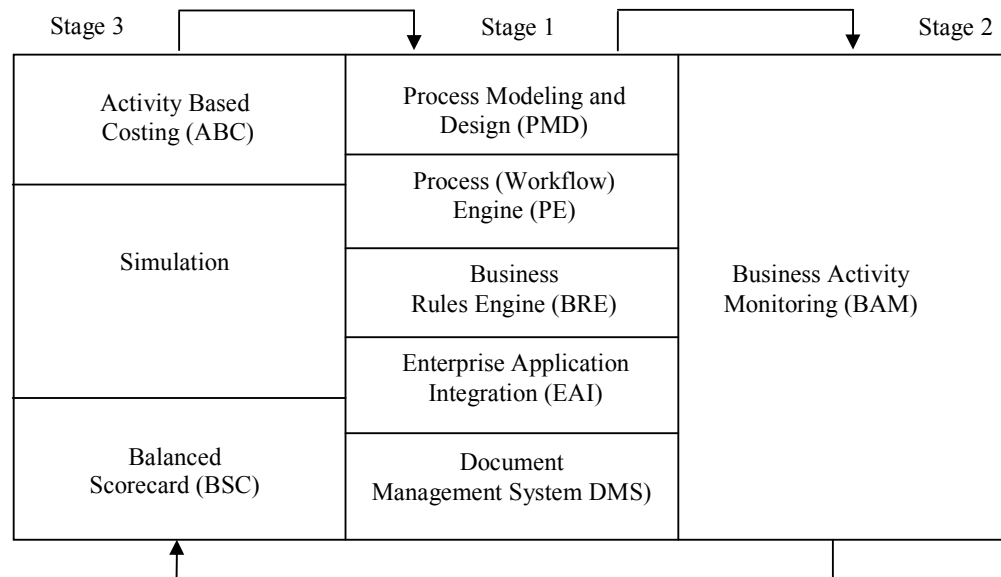 Stage 3
Stage 1
Stage 2
Activity Based
Costing (ABC)
Simulation
Balanced
Scorecard (BSC)
Process Modeling and
Design (PMD)
Process (Workflow)
Engine (PE)
Business
Rules Engine (BRE)
Enterprise Application
Integration (EAI)
Document
Management System DMS)
Business Activity
Monitoring (BAM)